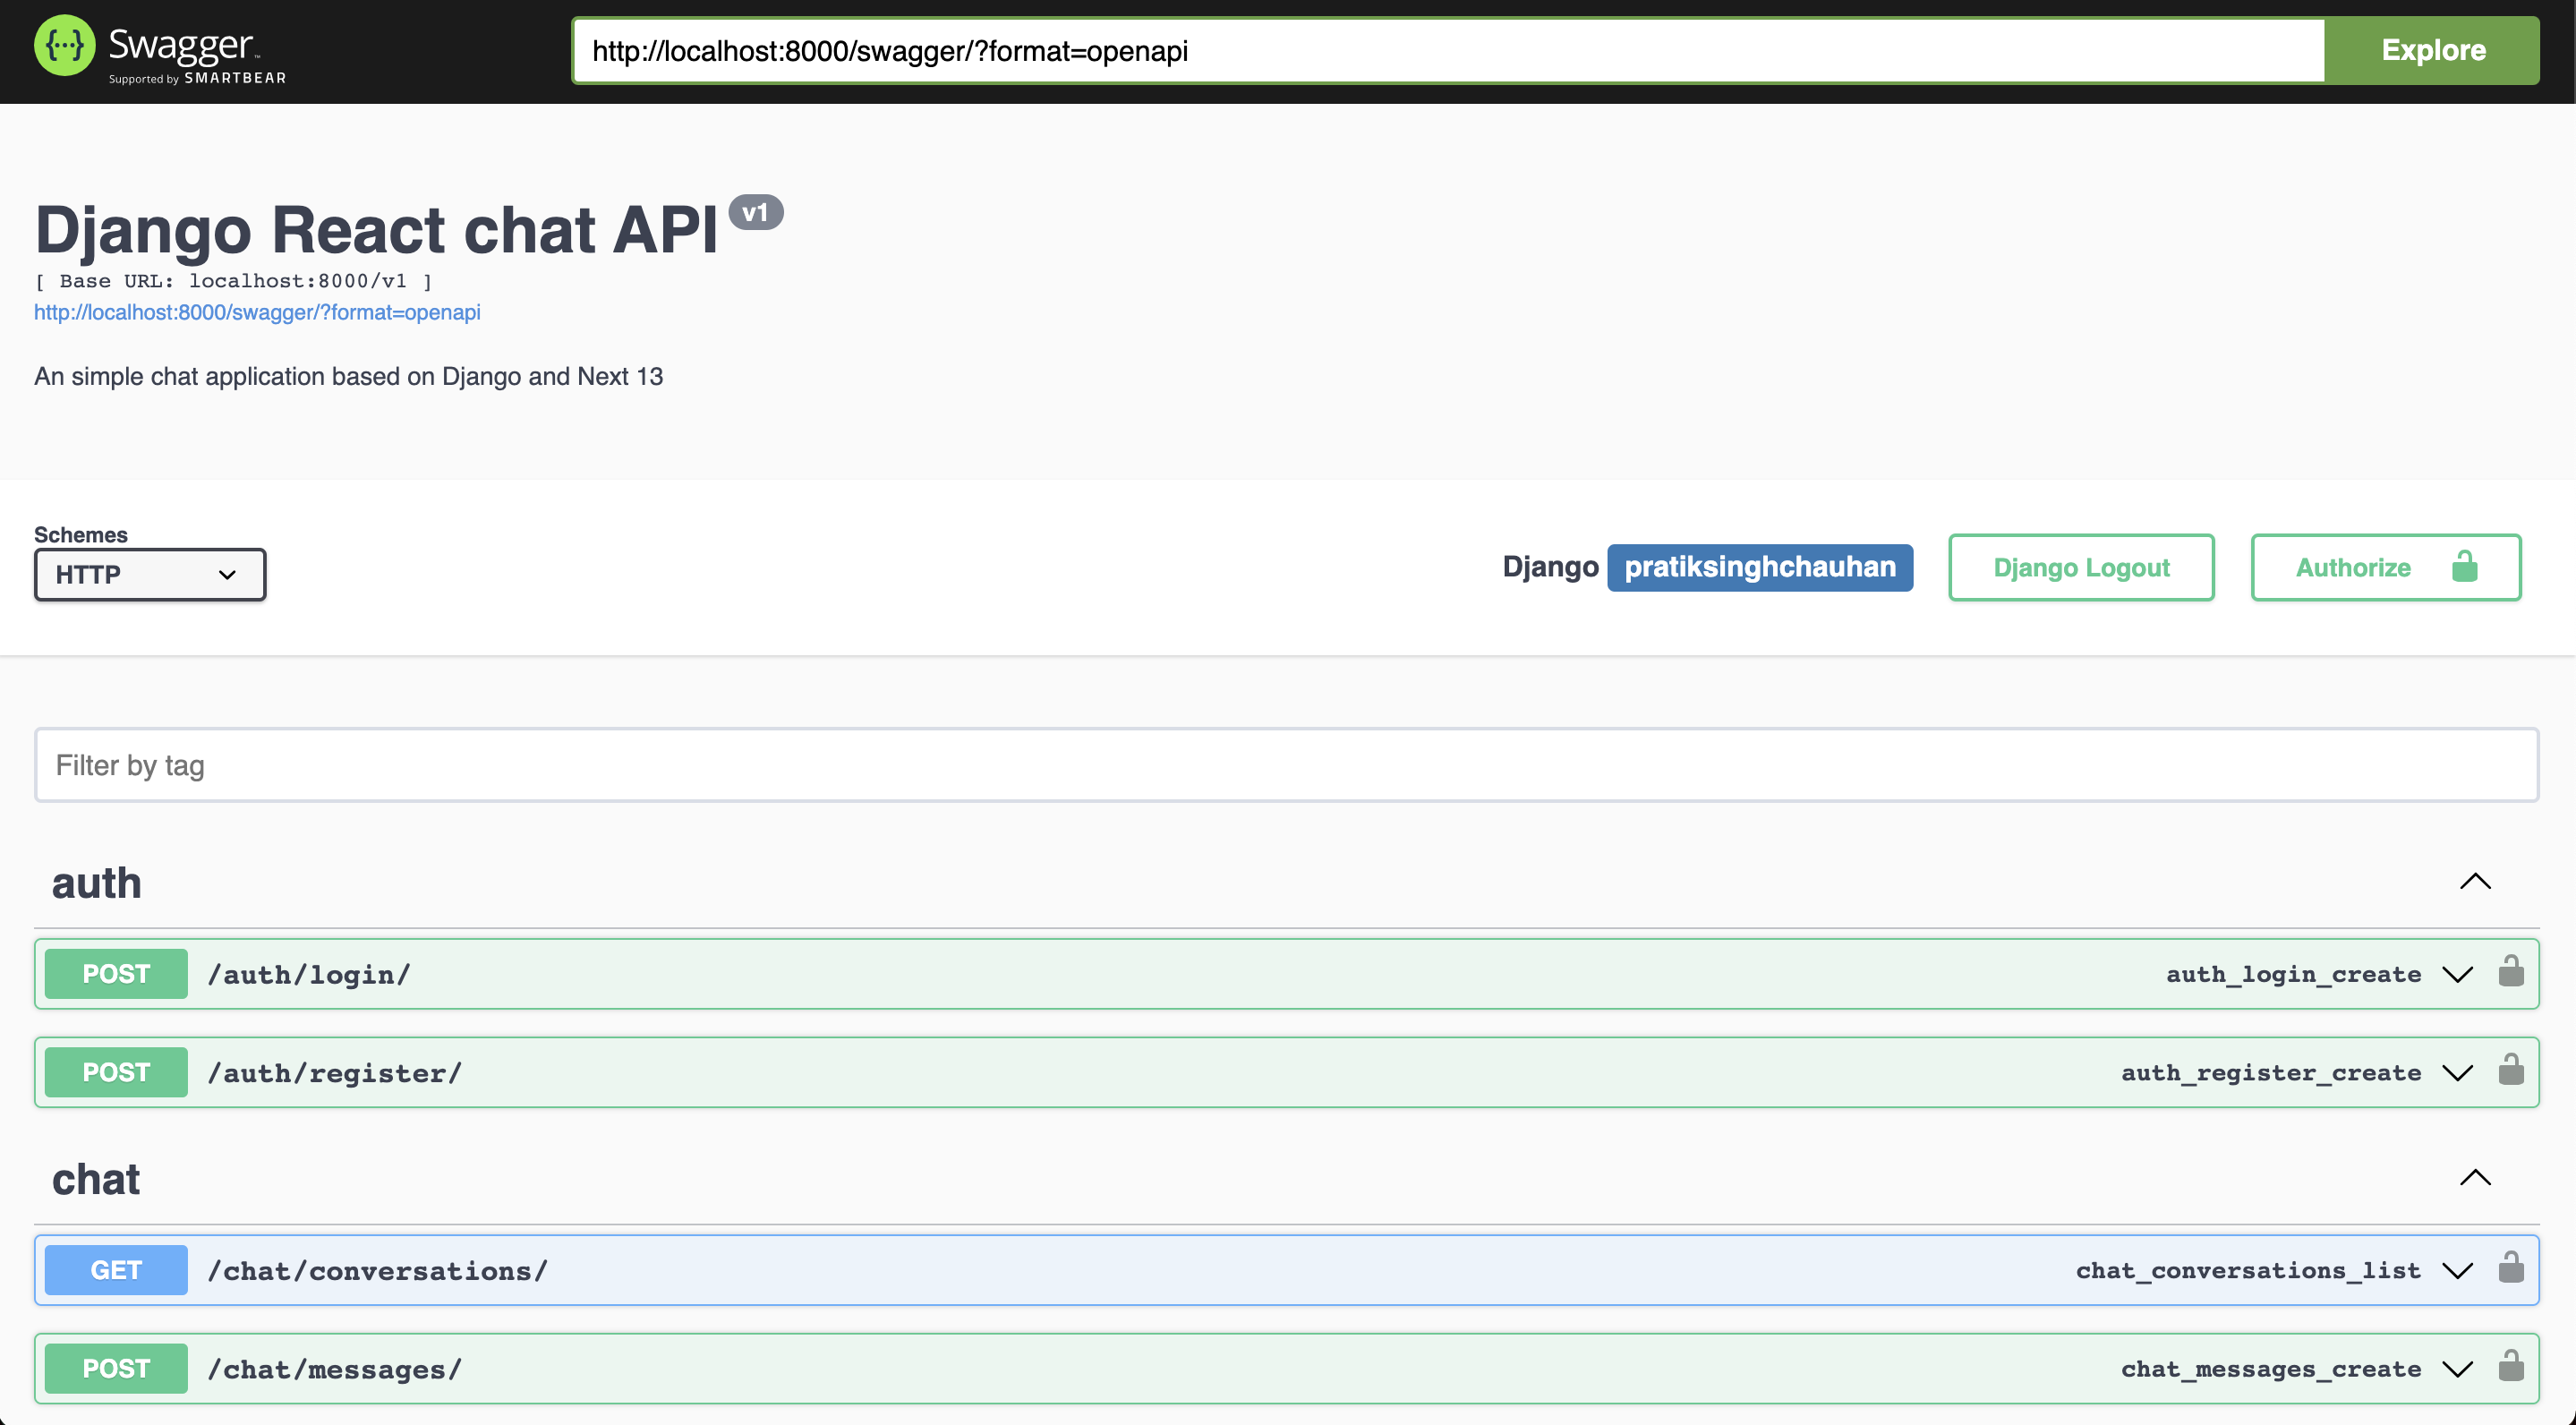 {···} Swagger™
Supported by SMARTBEAR
http://localhost:8000/swagger/?format=openapi
Explore
Django React chat API v1
[ Base URL: localhost:8000/v1 ]
http://localhost:8000/swagger/?format=openapi
An simple chat application based on Django and Next 13
Schemes
HTTP
Django pratiksinghchauhan
Django Logout
Authorize
Filter by tag
auth
POST /auth/login/ auth_login_create
POST /auth/register/ auth_register_create
chat
GET /chat/conversations/ chat_conversations_list
POST /chat/messages/ chat_messages_create